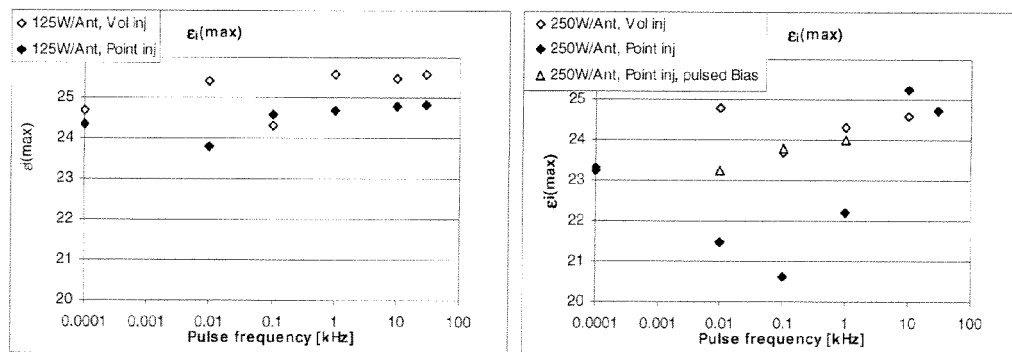 125W/Ant, Vol inj
125W/Ant, Point inj
εi(max)
εi(max)
25
24
23
22
21
20
0.0001
0.001
0.01
0.1
1
10
100
Pulse frequency [kHz]
250W/Ant, Vol inj
250W/Ant, Point inj
250W/Ant, Point inj, pulsed Bias
εi(max)
εi(max)
25
24
23
22
21
20
0.0001
0.001
0.01
0.1
1
10
100
Pulse frequency [kHz]